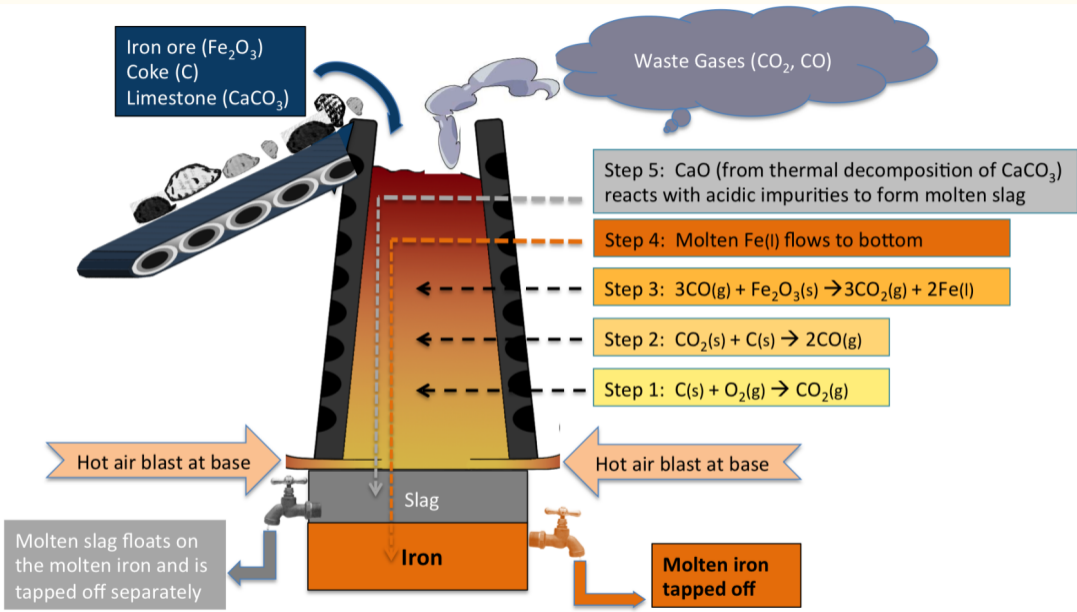 Iron ore (Fe₂O₃)
Coke (C)
Limestone (CaCO₃)
Waste Gases (CO₂, CO)
Step 5: CaO (from thermal decomposition of CaCO₃)
reacts with acidic impurities to form molten slag
Step 4: Molten Fe(l) flows to bottom
Step 3: 3CO(g) + Fe₂O₃(s) → 3CO₂(g) + 2Fe(l)
Step 2: CO₂(s) + C(s) → 2CO(g)
Step 1: C(s) + O₂(g) → CO₂(g)
Hot air blast at base
Hot air blast at base
Slag
Iron
Molten slag floats on
the molten iron and is
tapped off separately
Molten iron
tapped off